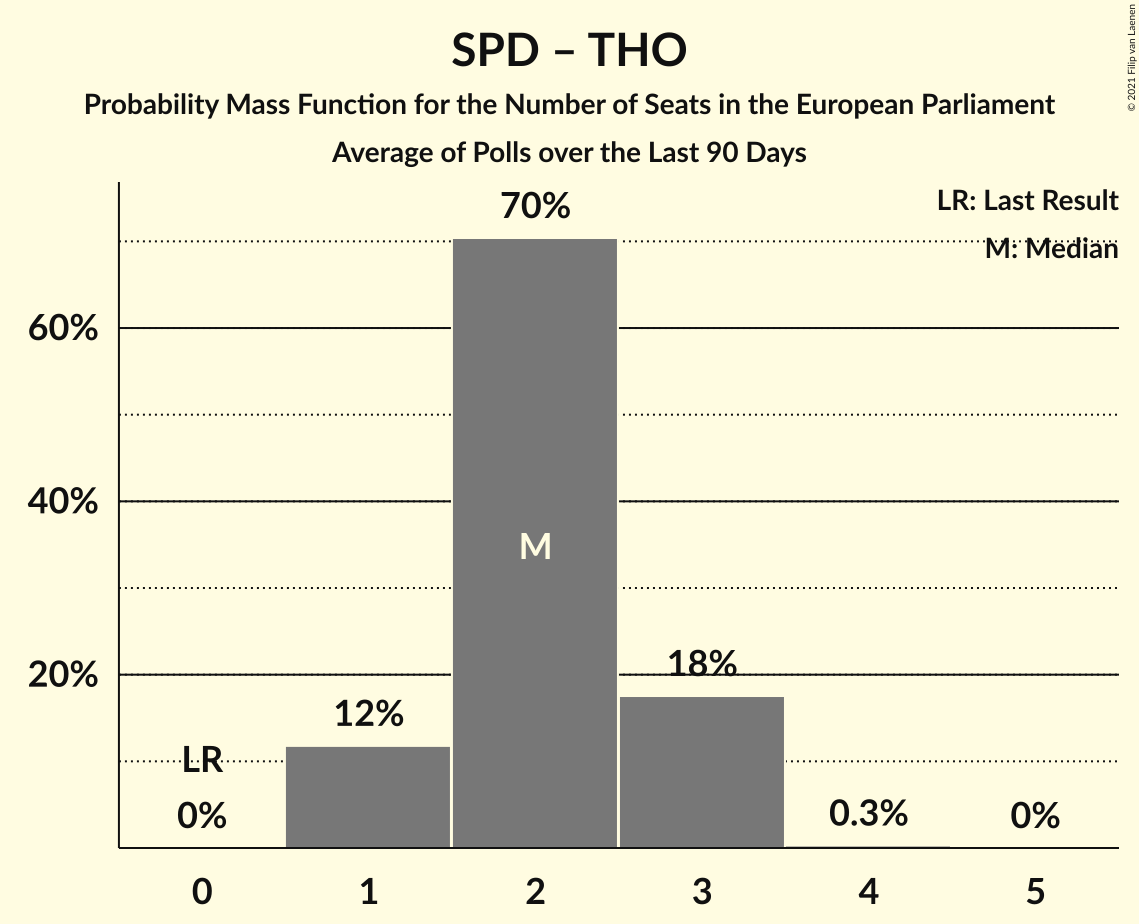 SPD – THO
Probability Mass Function for the Number of Seats in the European Parliament
Average of Polls over the Last 90 Days
© 2021 Filip van Laenen
LR: Last Result
M: Median
70%
60%
40%
M
20%
18%
12%
LR
0%
0.3%
0%
0 1 2 3 4 5